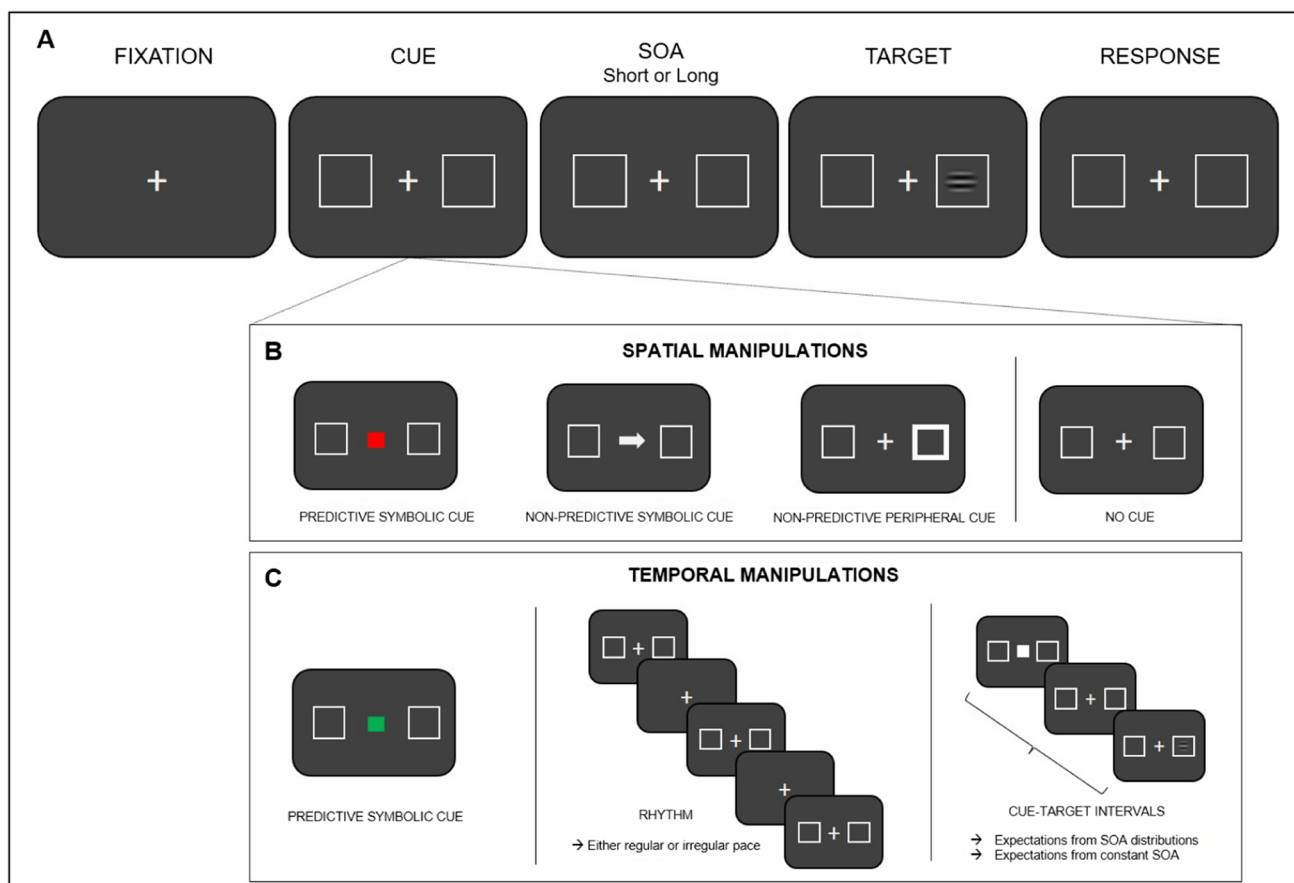 A
FIXATION
CUE
SOA
Short or Long
TARGET
RESPONSE
B
SPATIAL MANIPULATIONS
PREDICTIVE SYMBOLIC CUE
NON-PREDICTIVE SYMBOLIC CUE
NON-PREDICTIVE PERIPHERAL CUE
NO CUE
C
TEMPORAL MANIPULATIONS
PREDICTIVE SYMBOLIC CUE
RHYTHM
→ Either regular or irregular pace
CUE-TARGET INTERVALS
→ Expectations from SOA distributions
→ Expectations from constant SOA